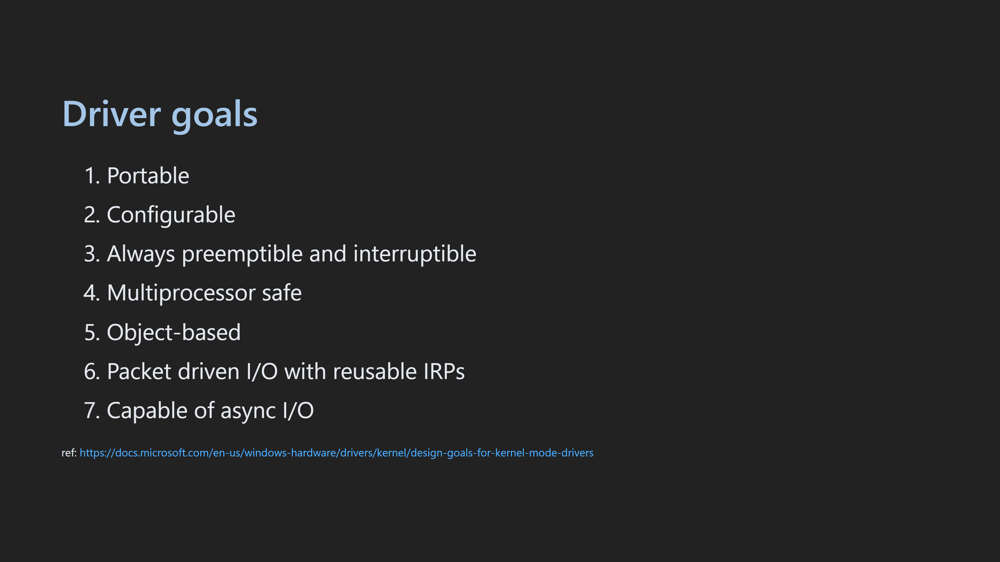 Driver goals
1. Portable
2. Configurable
3. Always preemptible and interruptible
4. Multiprocessor safe
5. Object-based
6. Packet driven I/O with reusable IRPs
7. Capable of async I/O
ref: https://docs.microsoft.com/en-us/windows-hardware/drivers/kernel/design-goals-for-kernel-mode-drivers